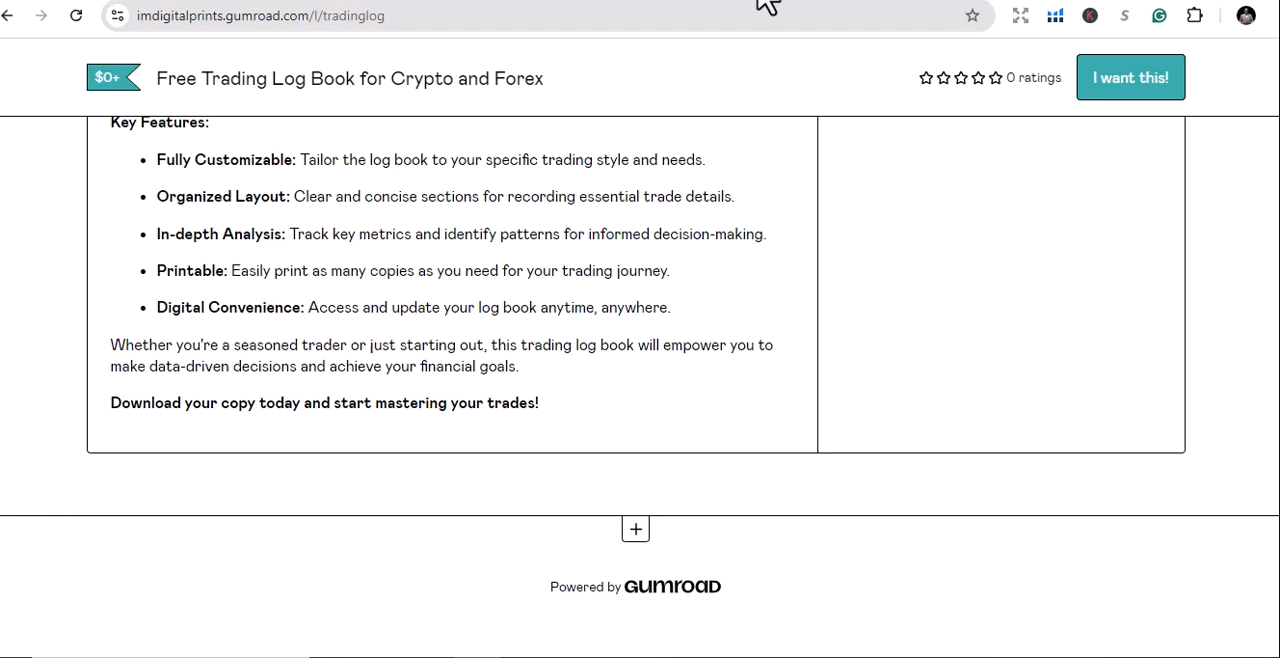 imdigitalprints.gumroad.com/l/tradinglog
$0+
Free Trading Log Book for Crypto and Forex
0 ratings
I want this!
Key Features:
Fully Customizable: Tailor the log book to your specific trading style and needs.
Organized Layout: Clear and concise sections for recording essential trade details.
In-depth Analysis: Track key metrics and identify patterns for informed decision-making.
Printable: Easily print as many copies as you need for your trading journey.
Digital Convenience: Access and update your log book anytime, anywhere.
Whether you're a seasoned trader or just starting out, this trading log book will empower you to
make data-driven decisions and achieve your financial goals.
Download your copy today and start mastering your trades!
Powered by GUMROAD